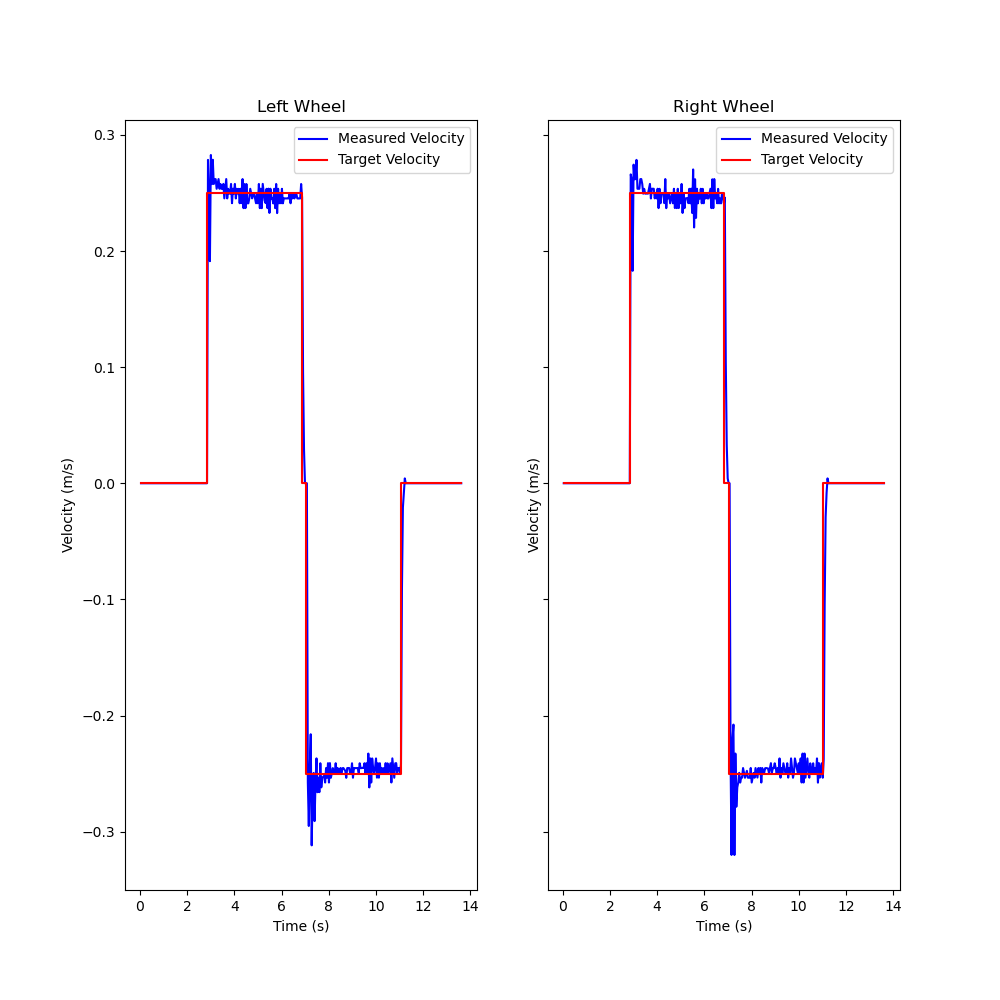 Left Wheel
Measured Velocity
Target Velocity
0.3
0.2
0.1
0.0
−0.1
−0.2
−0.3
Velocity (m/s)
0 2 4 6 8 10 12 14
Time (s)
Right Wheel
Measured Velocity
Target Velocity
Velocity (m/s)
0 2 4 6 8 10 12 14
Time (s)